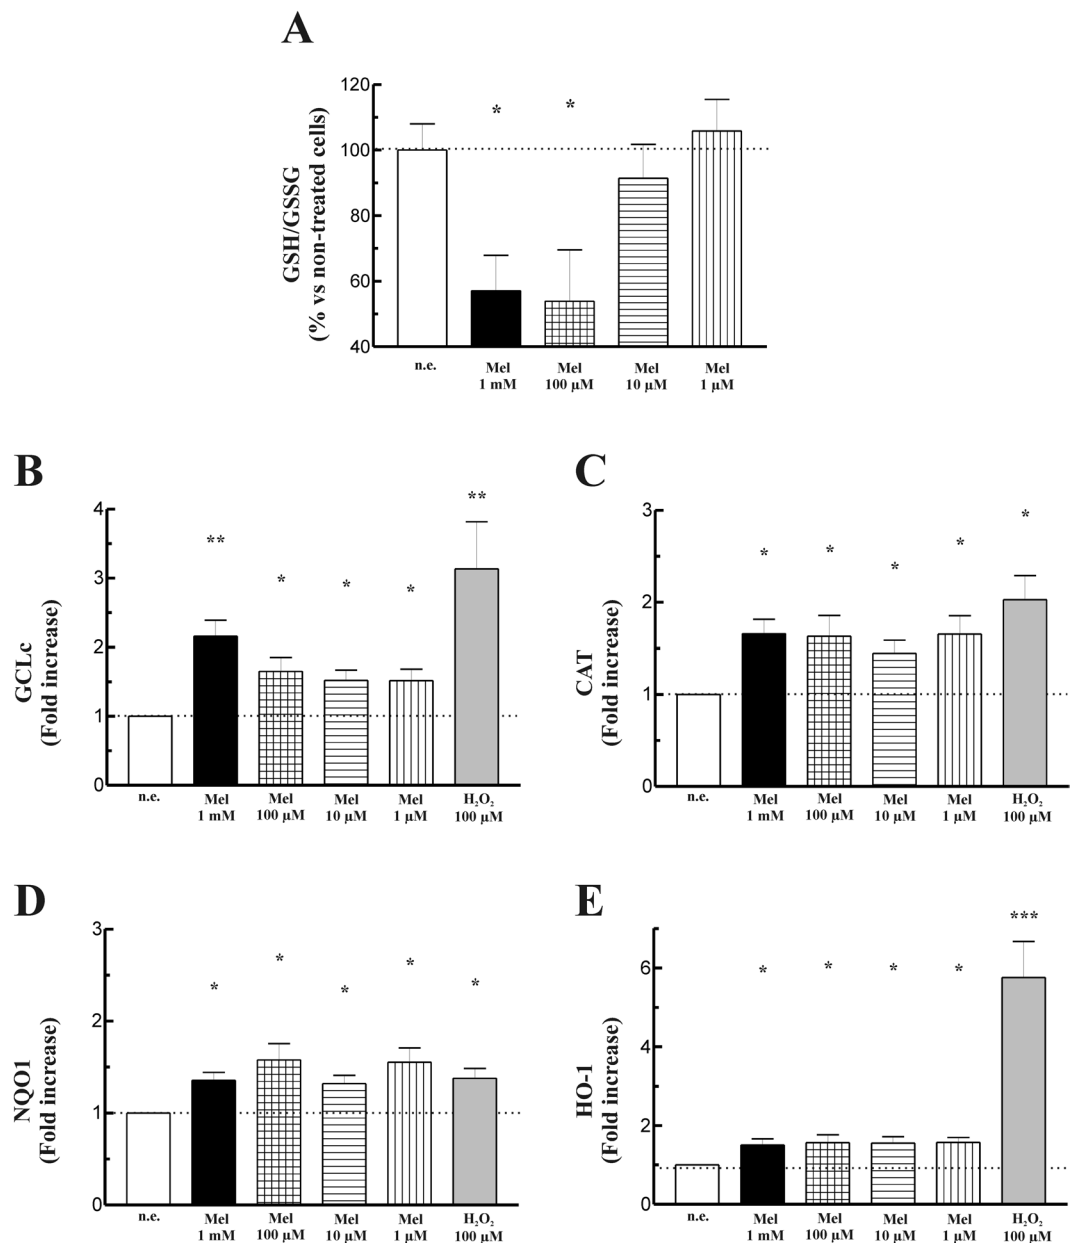 A
120
100
80
60
40
GSH/GSSG
(% vs non-treated cells)
* *
n.e. Mel Mel Mel Mel
1 mM 100 µM 10 µM 1 µM
B
4
3
2
1
0
GCLc
(Fold increase)
** * * * **
n.e. Mel Mel Mel Mel H₂O₂
1 mM 100 µM 10 µM 1 µM 100 µM
C
3
2
1
0
CAT
(Fold increase)
* * * * *
n.e. Mel Mel Mel Mel H₂O₂
1 mM 100 µM 10 µM 1 µM 100 µM
D
3
2
1
0
NQO1
(Fold increase)
* * * * *
n.e. Mel Mel Mel Mel H₂O₂
1 mM 100 µM 10 µM 1 µM 100 µM
E
6
4
2
0
HO-1
(Fold increase)
* * * * ***
n.e. Mel Mel Mel Mel H₂O₂
1 mM 100 µM 10 µM 1 µM 100 µM